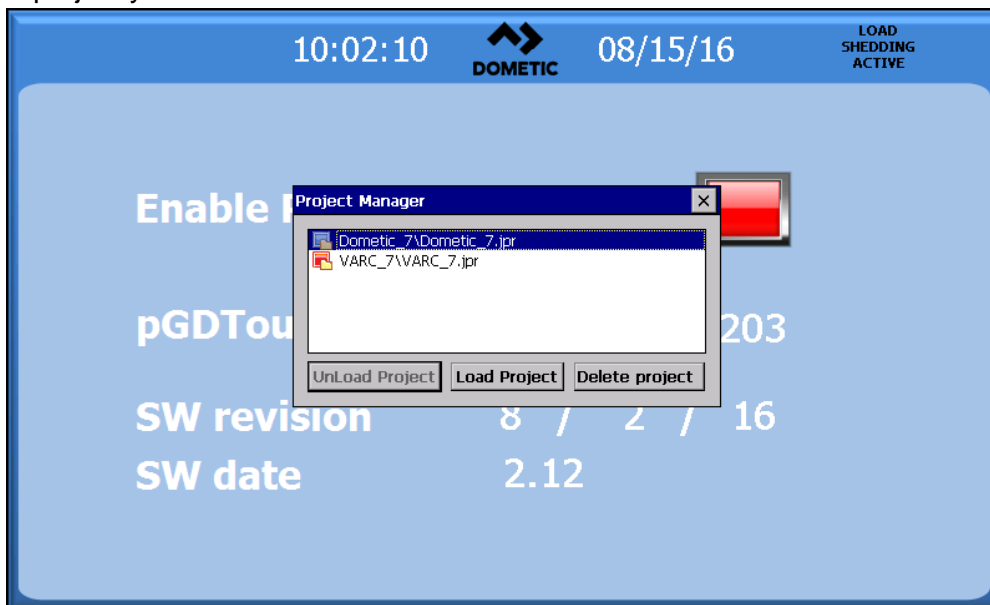 10:02:10
DOMETIC
08/15/16
LOAD
SHEDDING
ACTIVE
Enable
Project Manager
Dometic_7\Dometic_7.jpr
VARC_7\VARC_7.jpr
203
UnLoad Project Load Project Delete project
SW revision 8 / 2 / 16
SW date 2.12